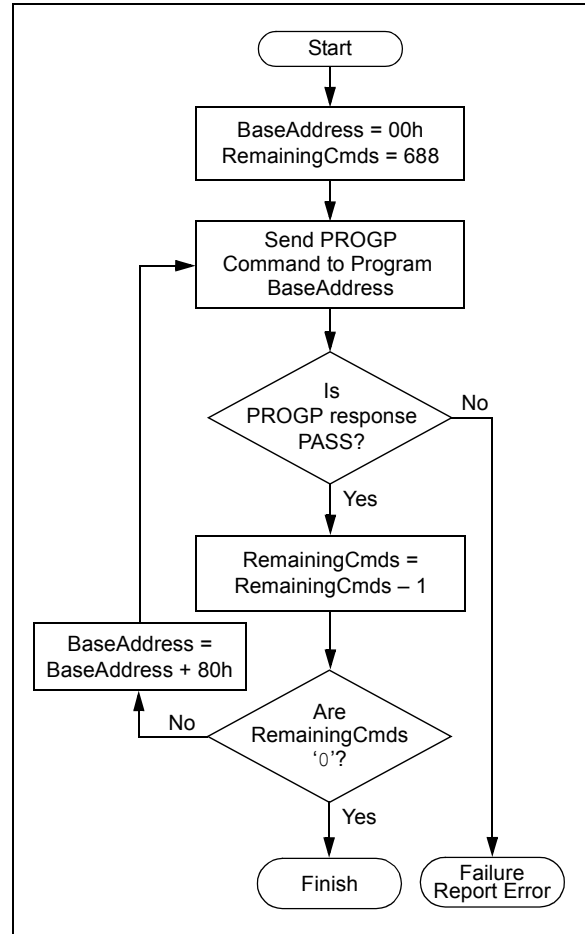 Start
BaseAddress = 00h
RemainingCmds = 688
Send PROGP
Command to Program
BaseAddress
Is
PROGP response
PASS?
No
Yes
RemainingCmds =
RemainingCmds – 1
BaseAddress =
BaseAddress + 80h
No
Are
RemainingCmds
‘0’?
Yes
Finish
Failure
Report Error